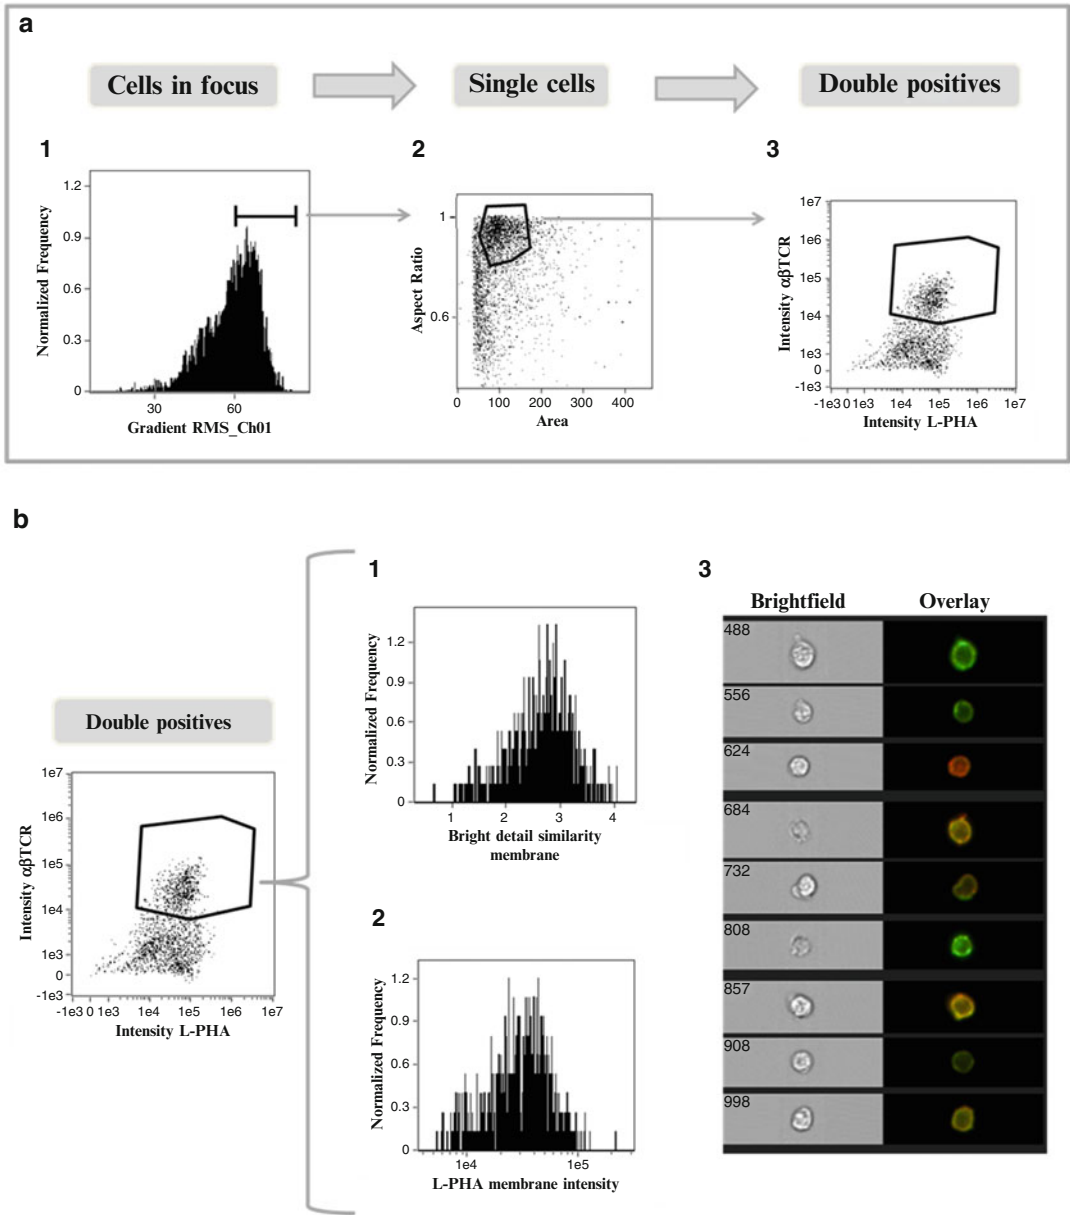 a
Cells in focus
Single cells
Double positives
1
2
3
Normalized Frequency
1.2
0.9
0.6
0.3
0
30
60
Gradient RMS_Ch01
Aspect Ratio
1
0.6
0
100
200
300
400
Area
Intensity αβTCR
1e7
1e6
1e5
1e4
1e3
0
-1e3
-1e3 0 1e3
1e4
1e5
1e6
1e7
Intensity L-PHA
b
Double positives
Intensity αβTCR
1e7
1e6
1e5
1e4
1e3
0
-1e3
-1e3 0 1e3
1e4
1e5
1e6
1e7
Intensity L-PHA
1
Normalized Frequency
1.2
0.9
0.6
0.3
0
1
2
3
4
Bright detail similarity
membrane
2
Normalized Frequency
1.2
0.9
0.6
0.3
0
1e4
1e5
L-PHA membrane intensity
3
Brightfield
Overlay
488
556
624
684
732
808
857
908
998